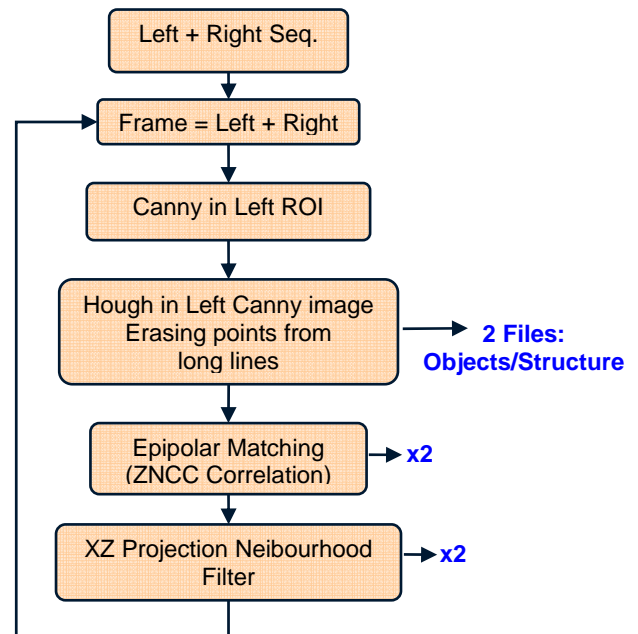 Left + Right Seq.
Frame = Left + Right
Canny in Left ROI
Hough in Left Canny image
Erasing points from
long lines
2 Files:
Objects/Structure
Epipolar Matching
(ZNCC Correlation)
x2
XZ Projection Neibourhood
Filter
x2